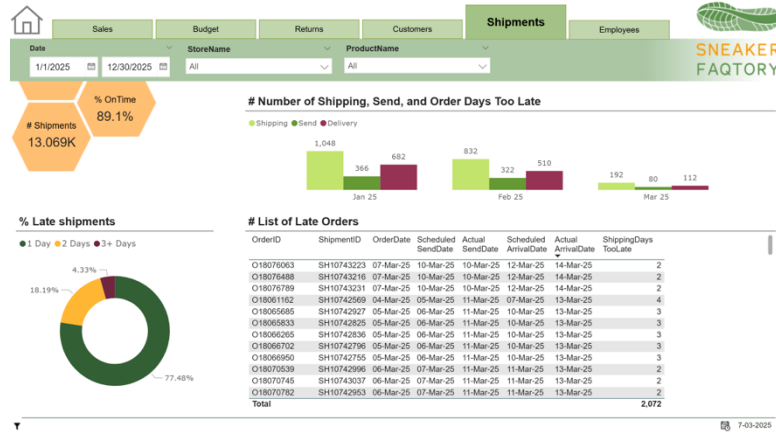 Sales
Budget
Returns
Customers
Shipments
Employees
SNEAKER
FAQTORY
Date
StoreName
ProductName
1/1/2025
12/30/2025
All
All
% OnTime
89.1%
# Shipments
13.069K
# Number of Shipping, Send, and Order Days Too Late
Shipping Send Delivery
1,048
366
682
832
322
510
192
80
112
Jan 25
Feb 25
Mar 25
% Late shipments
1 Day 2 Days 3+ Days
4.33%
18.19%
77.48%
# List of Late Orders
OrderID ShipmentID OrderDate Scheduled SendDate Actual SendDate Scheduled ArrivalDate Actual ArrivalDate ShippingDays TooLate
O18076063 SH10743223 07-Mar-25 10-Mar-25 10-Mar-25 12-Mar-25 14-Mar-25 2
O18076488 SH10743216 07-Mar-25 10-Mar-25 10-Mar-25 12-Mar-25 14-Mar-25 2
O18076789 SH10743231 07-Mar-25 10-Mar-25 10-Mar-25 12-Mar-25 14-Mar-25 2
O18061162 SH10742569 04-Mar-25 05-Mar-25 11-Mar-25 07-Mar-25 13-Mar-25 4
O18065685 SH10742927 05-Mar-25 06-Mar-25 11-Mar-25 10-Mar-25 13-Mar-25 3
O18065833 SH10742825 05-Mar-25 06-Mar-25 11-Mar-25 10-Mar-25 13-Mar-25 3
O18066265 SH10742836 05-Mar-25 06-Mar-25 11-Mar-25 10-Mar-25 13-Mar-25 3
O18066702 SH10742796 05-Mar-25 06-Mar-25 11-Mar-25 10-Mar-25 13-Mar-25 3
O18066950 SH10742755 05-Mar-25 06-Mar-25 11-Mar-25 10-Mar-25 13-Mar-25 3
O18070539 SH10742996 06-Mar-25 07-Mar-25 11-Mar-25 11-Mar-25 13-Mar-25 2
O18070745 SH10743037 06-Mar-25 07-Mar-25 11-Mar-25 11-Mar-25 13-Mar-25 2
O18070782 SH10742953 06-Mar-25 07-Mar-25 11-Mar-25 11-Mar-25 13-Mar-25 2
Total 2,072
7-03-2025